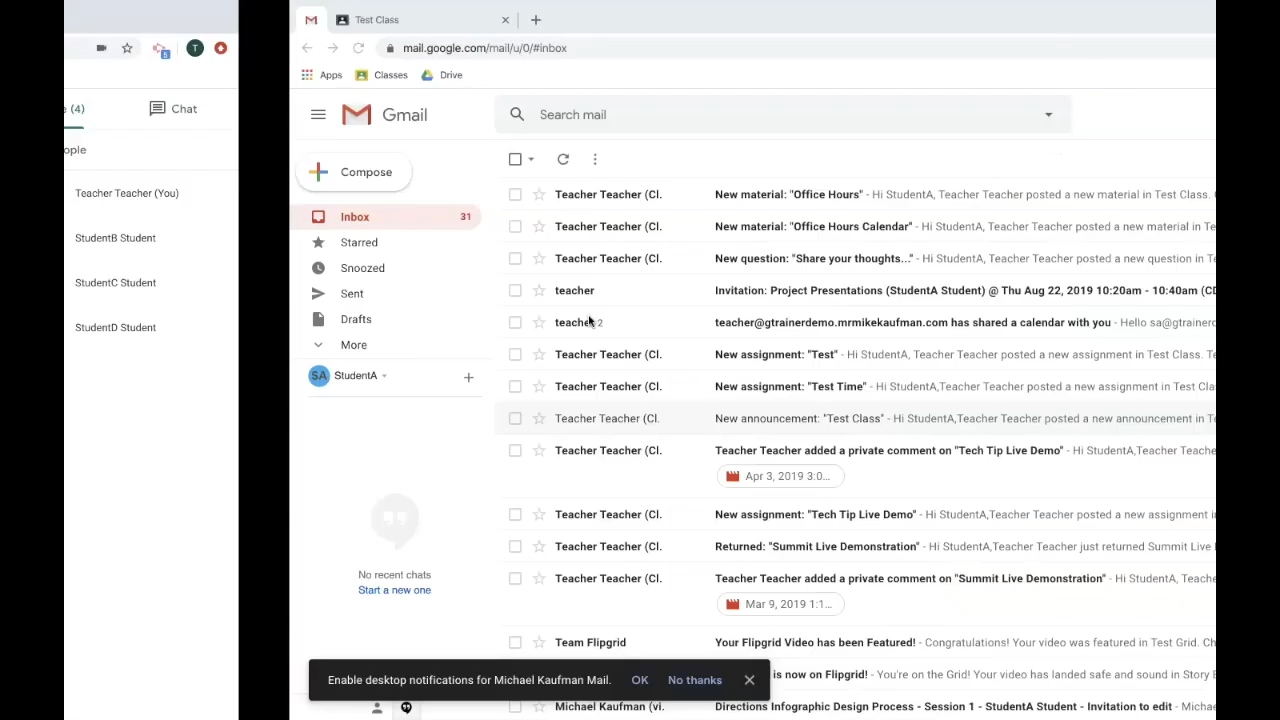 T
5
e (4)
Chat
ople
Teacher Teacher (You)
StudentB Student
StudentC Student
StudentD Student
Test Class
mail.google.com/mail/u/0/#inbox
Apps
Classes
Drive
Gmail
Search mail
Compose
Inbox
31
Starred
Snoozed
Sent
Drafts
More
SA
StudentA
No recent chats
Start a new one
Teacher Teacher (Cl. New material: "Office Hours" - Hi StudentA, Teacher Teacher posted a new material in Test Class.
Teacher Teacher (Cl. New material: "Office Hours Calendar" - Hi StudentA, Teacher Teacher posted a new material in Te
Teacher Teacher (Cl. New question: "Share your thoughts..." - Hi StudentA, Teacher Teacher posted a new question in
teacher Invitation: Project Presentations (StudentA Student) @ Thu Aug 22, 2019 10:20am - 10:40am (CD
teacher 2 teacher@gtrainerdemo.mrmikekaufman.com has shared a calendar with you - Hello sa@gtrainerc
Teacher Teacher (Cl. New assignment: "Test" - Hi StudentA, Teacher Teacher posted a new assignment in Test Class. T
Teacher Teacher (Cl. New assignment: "Test Time" - Hi StudentA, Teacher Teacher posted a new assignment in Test Cla
Teacher Teacher (Cl. New announcement: "Test Class" - Hi StudentA,Teacher Teacher posted a new announcement in T
Teacher Teacher (Cl. Teacher Teacher added a private comment on "Tech Tip Live Demo" - Hi StudentA,Teacher Teache
Apr 3, 2019 3:0...
Teacher Teacher (Cl. New assignment: "Tech Tip Live Demo" - Hi StudentA,Teacher Teacher posted a new assignment in
Teacher Teacher (Cl. Returned: "Summit Live Demonstration" - Hi StudentA,Teacher Teacher just returned Summit Live
Teacher Teacher (Cl. Teacher Teacher added a private comment on "Summit Live Demonstration" - Hi StudentA, Teache
Mar 9, 2019 1:1...
Team Flipgrid Your Flipgrid Video has been Featured! - Congratulations! Your video was featured in Test Grid. Ch
is now on Flipgrid! - You're on the Grid! Your video has landed safe and sound in Story
Michael Kaufman (vi. Directions Infographic Design Process - Session 1 - StudentA Student - Invitation to edit - Michae
Enable desktop notifications for Michael Kaufman Mail. OK No thanks